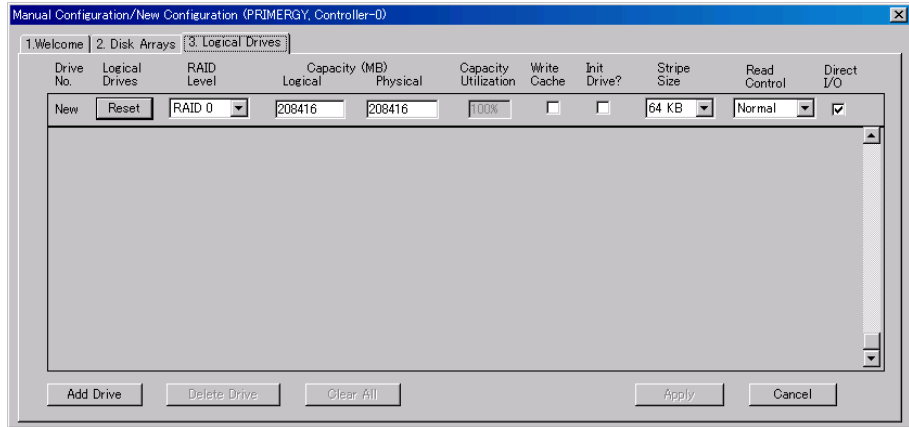 Manual Configuration/New Configuration (PRIMERGY, Controller-0)
1.Welcome 2. Disk Arrays 3. Logical Drives
Drive No. Logical Drives RAID Level Capacity (MB) Logical Physical Capacity Utilization Write Cache Init Drive? Stripe Size Read Control Direct I/O
New Reset RAID 0 208416 208416 100% 64 KB Normal
Add Drive Delete Drive Clear All Apply Cancel